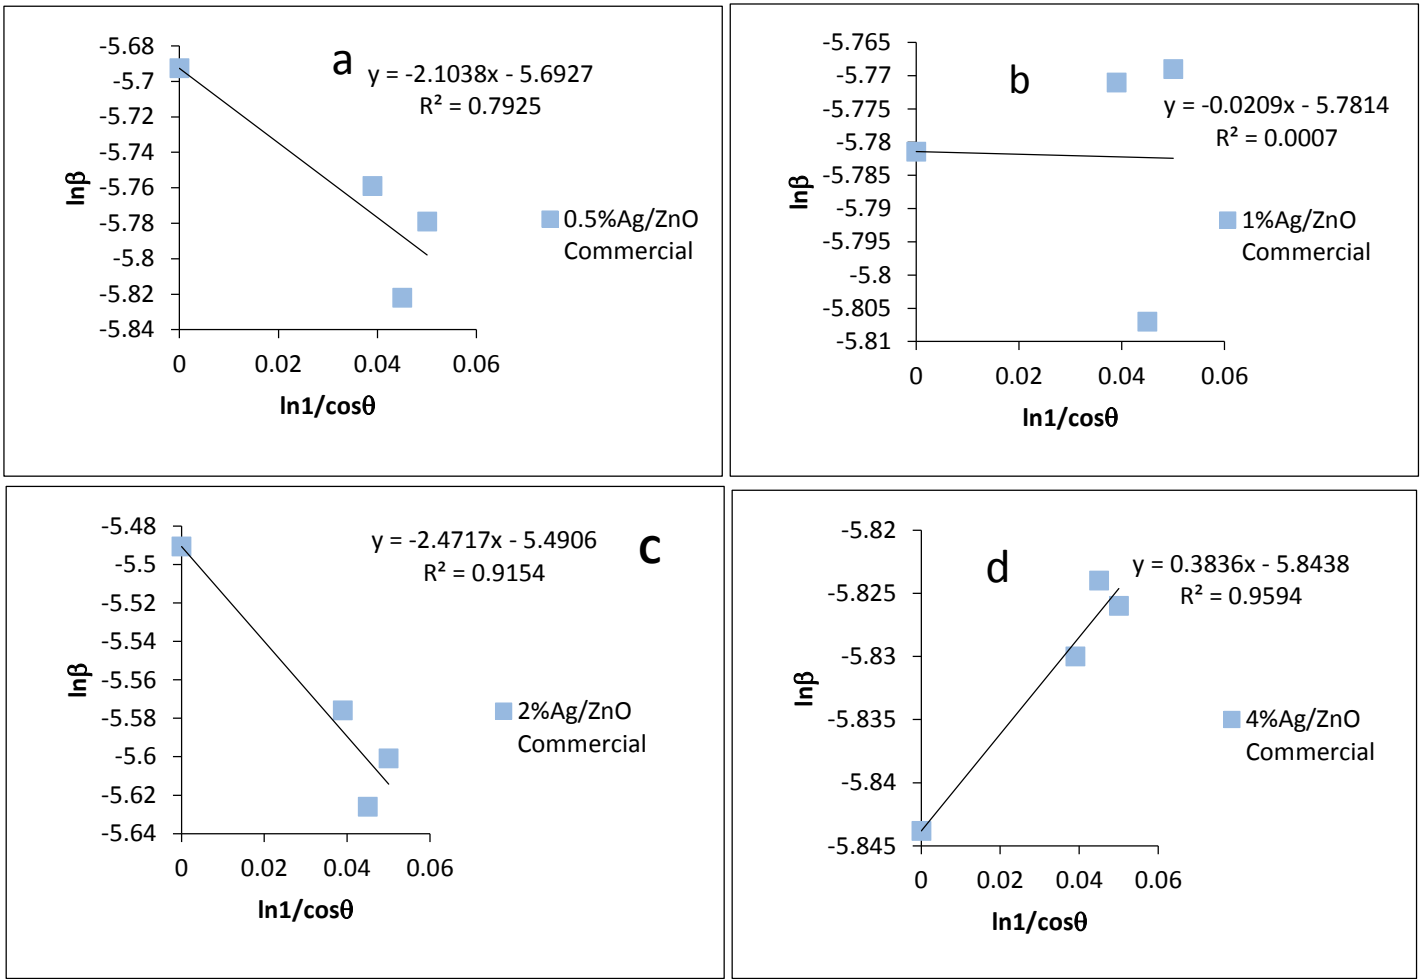 a
y = -2.1038x - 5.6927
R² = 0.7925
-5.68
-5.7
-5.72
-5.74
-5.76
-5.78
-5.8
-5.82
-5.84
lnβ
0.5%Ag/ZnO
Commercial
0 0.02 0.04 0.06
ln1/cosθ
b
y = -0.0209x - 5.7814
R² = 0.0007
-5.765
-5.77
-5.775
-5.78
-5.785
-5.79
-5.795
-5.8
-5.805
-5.81
lnβ
1%Ag/ZnO
Commercial
0 0.02 0.04 0.06
ln1/cosθ
y = -2.4717x - 5.4906
R² = 0.9154
c
-5.48
-5.5
-5.52
-5.54
-5.56
-5.58
-5.6
-5.62
-5.64
lnβ
2%Ag/ZnO
Commercial
0 0.02 0.04 0.06
ln1/cosθ
d
y = 0.3836x - 5.8438
R² = 0.9594
-5.82
-5.825
-5.83
-5.835
-5.84
-5.845
lnβ
4%Ag/ZnO
Commercial
0 0.02 0.04 0.06
ln1/cosθ